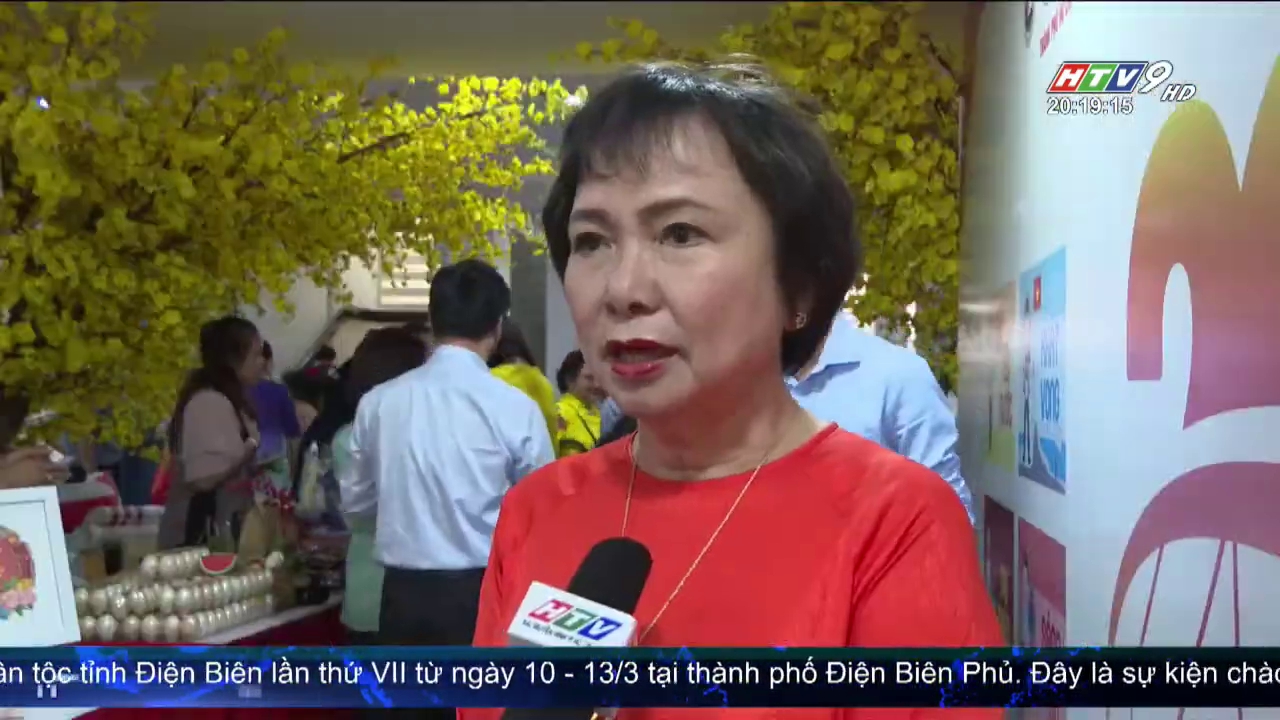 HTV9 HD
20:19:15
VỌNG
HTV
ân tộc tỉnh Điện Biên lần thứ VII từ ngày 10 - 13/3 tại thành phố Điện Biên Phủ. Đây là sự kiện chào